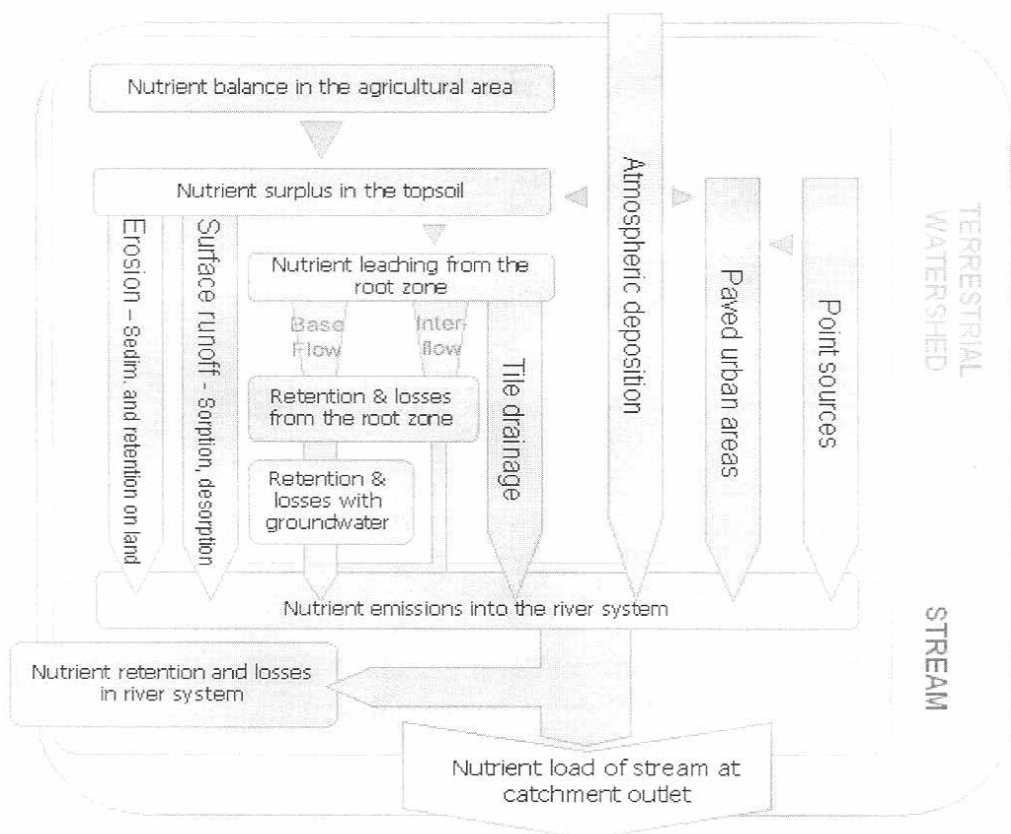 Nutrient balance in the agricultural area
Nutrient surplus in the topsoil
Atmospheric deposition
Erosion – Sedim. and retention on land
Surface runoff - Sorption, desorption
Nutrient leaching from the
root zone
Base
Flow
Inter-
flow
Tile drainage
Paved urban areas
Point sources
Retention & losses
from the root zone
Retention &
losses with
groundwater
Nutrient emissions into the river system
Nutrient retention and losses
in river system
Nutrient load of stream at
catchment outlet
TERRESTRIAL
WATERSHED
STREAM